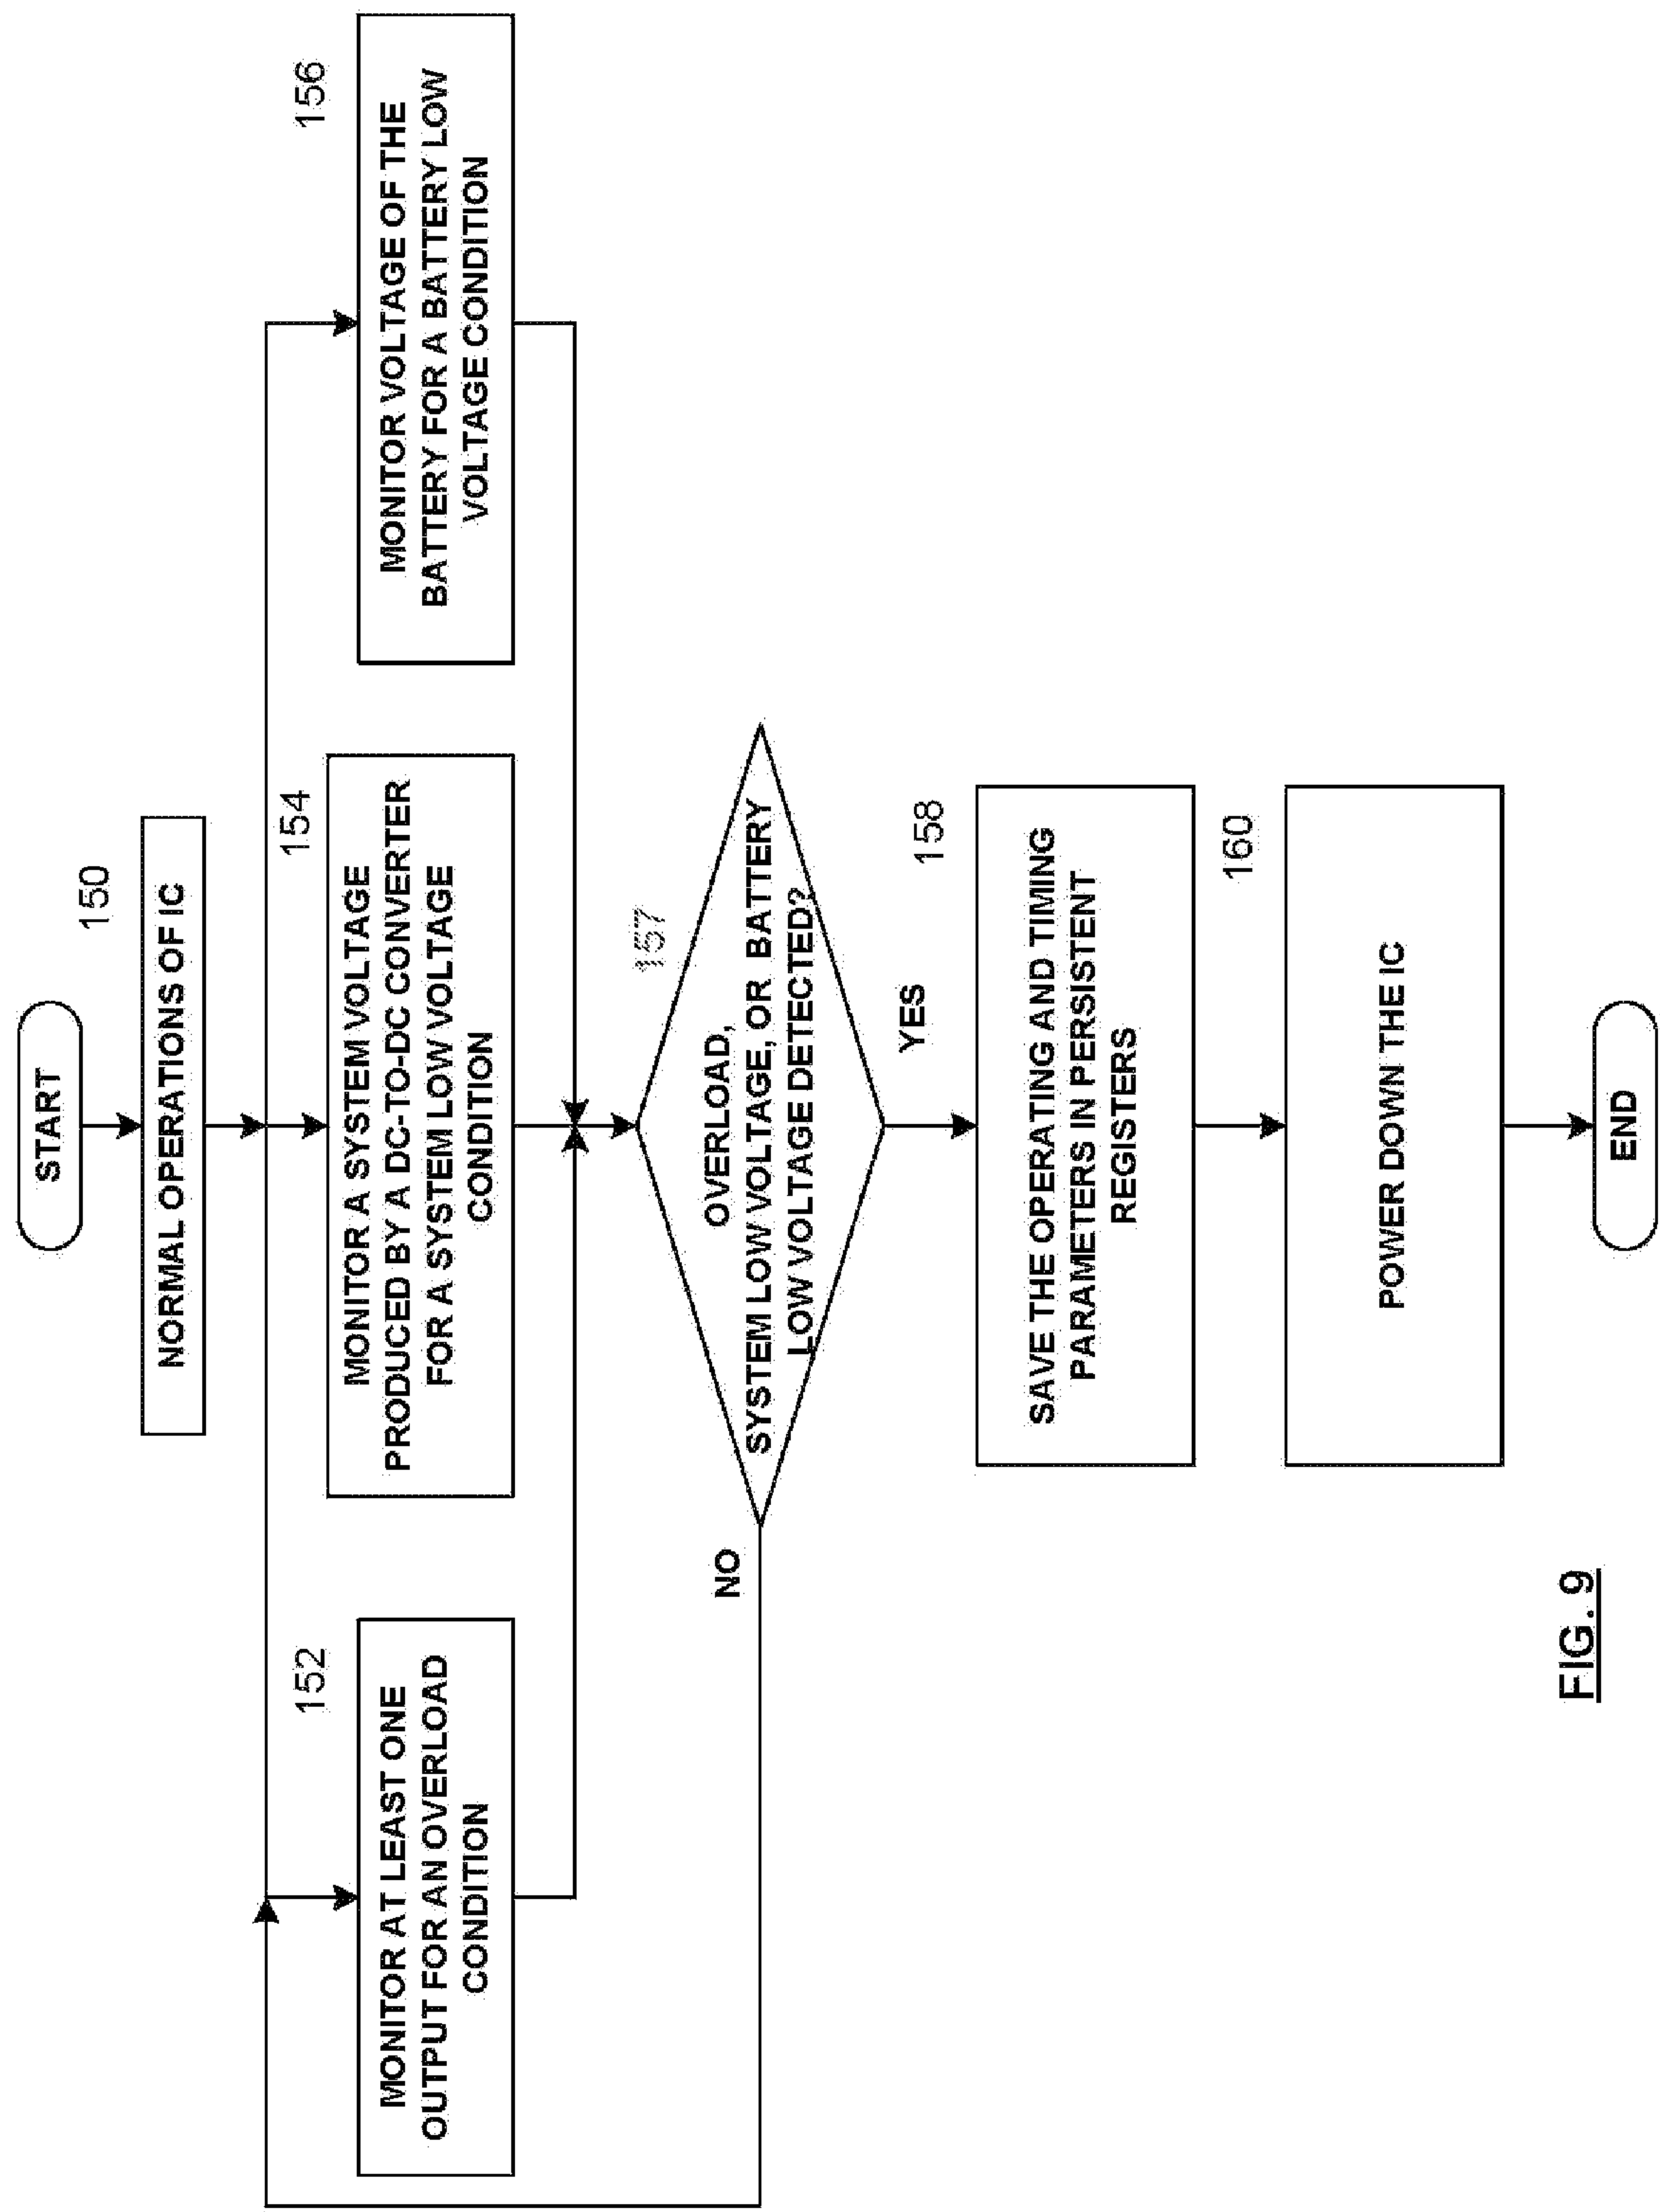 START
150
NORMAL OPERATIONS OF IC
152
MONITOR AT LEAST ONE
OUTPUT FOR AN OVERLOAD
CONDITION
154
MONITOR A SYSTEM VOLTAGE
PRODUCED BY A DC-TO-DC CONVERTER
FOR A SYSTEM LOW VOLTAGE
CONDITION
156
MONITOR VOLTAGE OF THE
BATTERY FOR A BATTERY LOW
VOLTAGE CONDITION
157
OVERLOAD,
SYSTEM LOW VOLTAGE, OR BATTERY
LOW VOLTAGE DETECTED?
NO
YES
158
SAVE THE OPERATING AND TIMING
PARAMETERS IN PERSISTENT
REGISTERS
160
POWER DOWN THE IC
END
FIG. 9